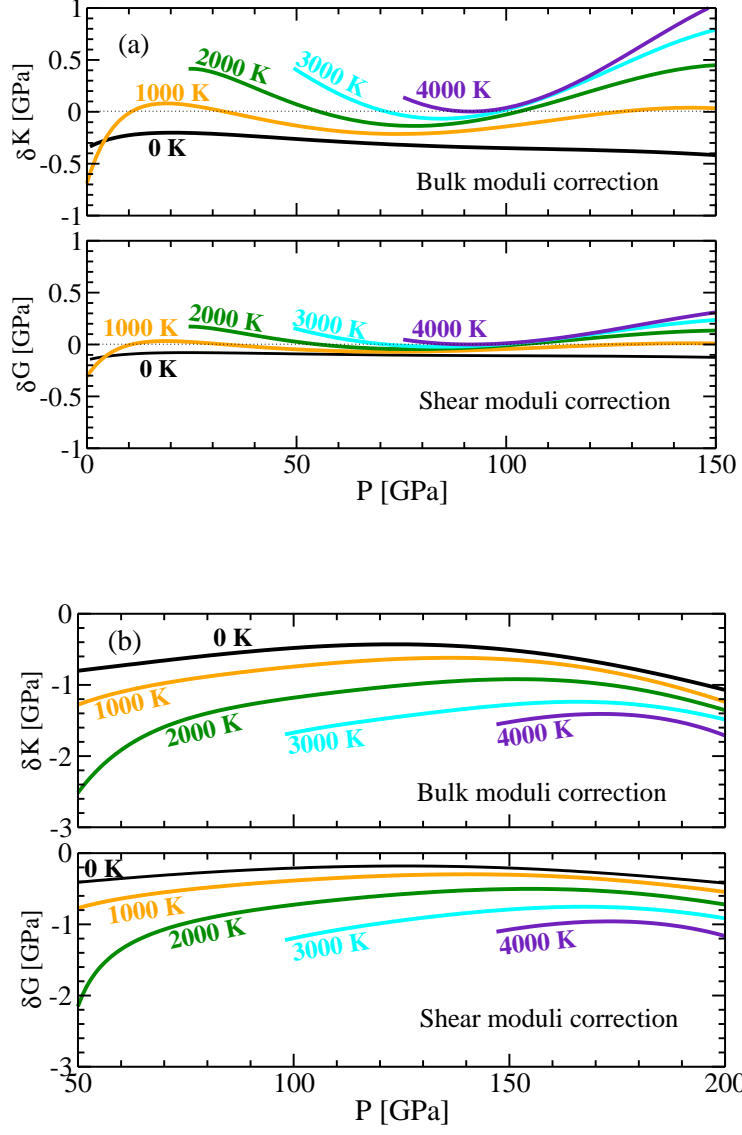 (a)
1
0.5
0
-0.5
-1
δK [GPa]
2000 K
3000 K
1000 K
4000 K
0 K
Bulk moduli correction
1
0.5
0
-0.5
-1
δG [GPa]
1000 K
2000 K
3000 K
4000 K
0 K
Shear moduli correction
0 50 100 150
P [GPa]
(b)
0
-1
-2
-3
δK [GPa]
0 K
1000 K
2000 K
3000 K
4000 K
Bulk moduli correction
0
-1
-2
-3
δG [GPa]
0 K
1000 K
2000 K
3000 K
4000 K
Shear moduli correction
50 100 150 200
P [GPa]